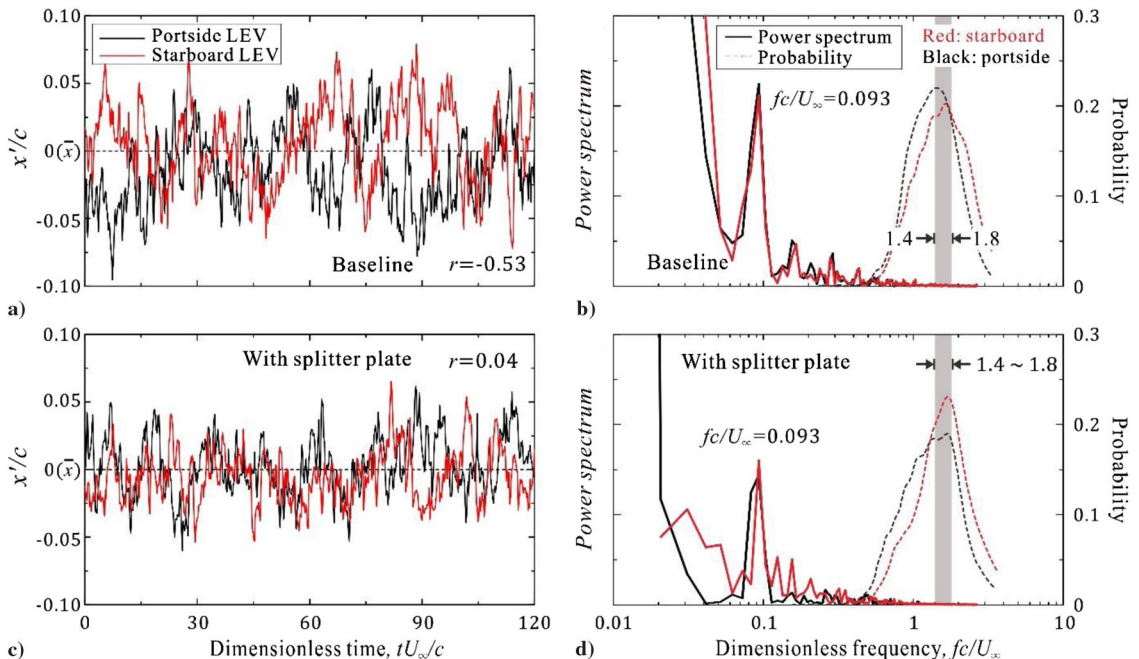 Portside LEV
Starboard LEV
0.10
0.05
0(x̄)
-0.05
-0.10
x′/c
Baseline r=-0.53
a)
Power spectrum
Probability
Red: starboard
Black: portside
fc/U∞=0.093
1.4 1.8
Baseline
Power spectrum
0.3
0.2
0.1
0
Probability
b)
With splitter plate r=0.04
0.10
0.05
0(x̄)
-0.05
-0.10
x′/c
0 30 60 90 120
Dimensionless time, tU∞/c
c)
With splitter plate
1.4 ~ 1.8
fc/U∞=0.093
Power spectrum
0.3
0.2
0.1
0
Probability
0.01 0.1 1 10
Dimensionless frequency, fc/U∞
d)